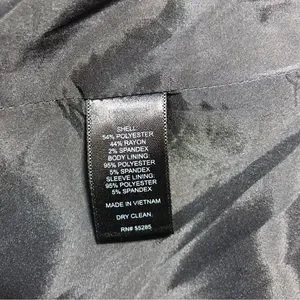 SHELL:
54% POLYESTER
44% RAYON
2% SPANDEX
BODY LINING:
95% POLYESTER
5% SPANDEX
SLEEVE LINING:
95% POLYESTER
5% SPANDEX
MADE IN VIETNAM
DRY CLEAN
RN# 55285